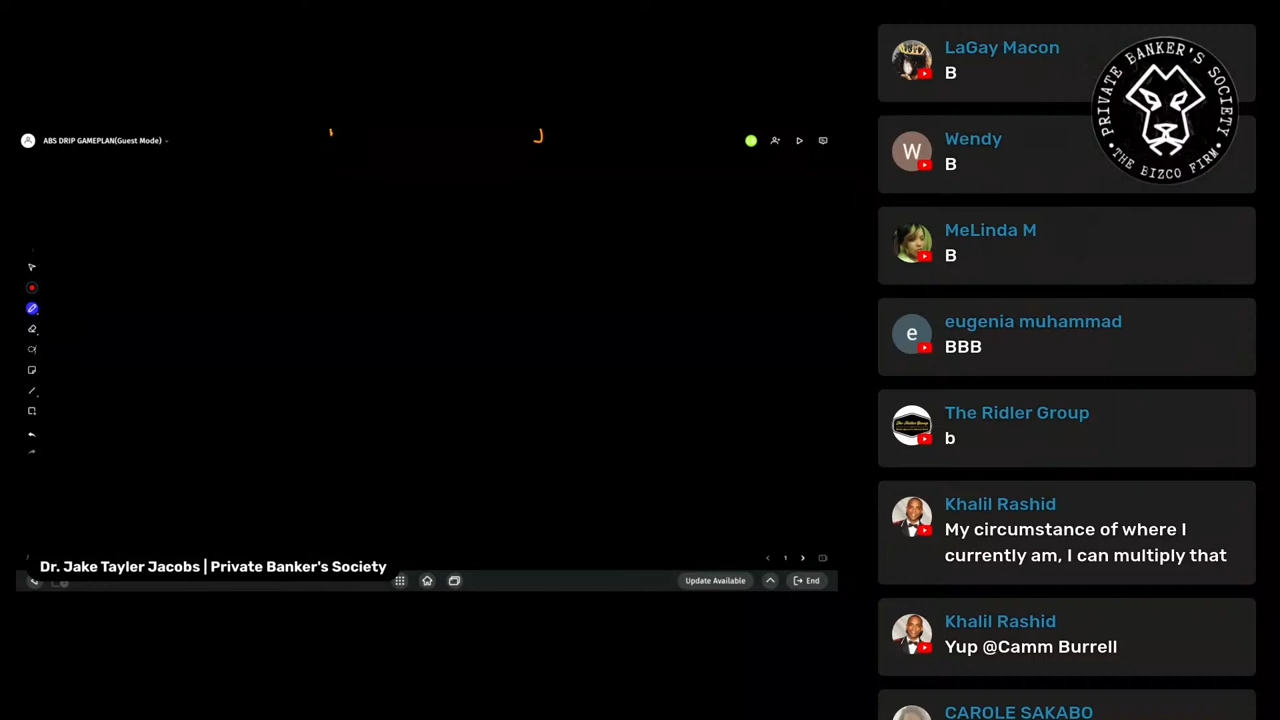 ABS DRIP GAMEPLAN(Guest Mode)
Dr. Jake Tayler Jacobs | Private Banker's Society
1
Update Available
End
PRIVATE BANKER'S SOCIETY
• THE BIZCO FIRM •
LaGay Macon
B
W
Wendy
B
MeLinda M
B
e
eugenia muhammad
BBB
The Ridler Group
b
Khalil Rashid
My circumstance of where I
currently am, I can multiply that
Khalil Rashid
Yup @Camm Burrell
CAROLE SAKABO